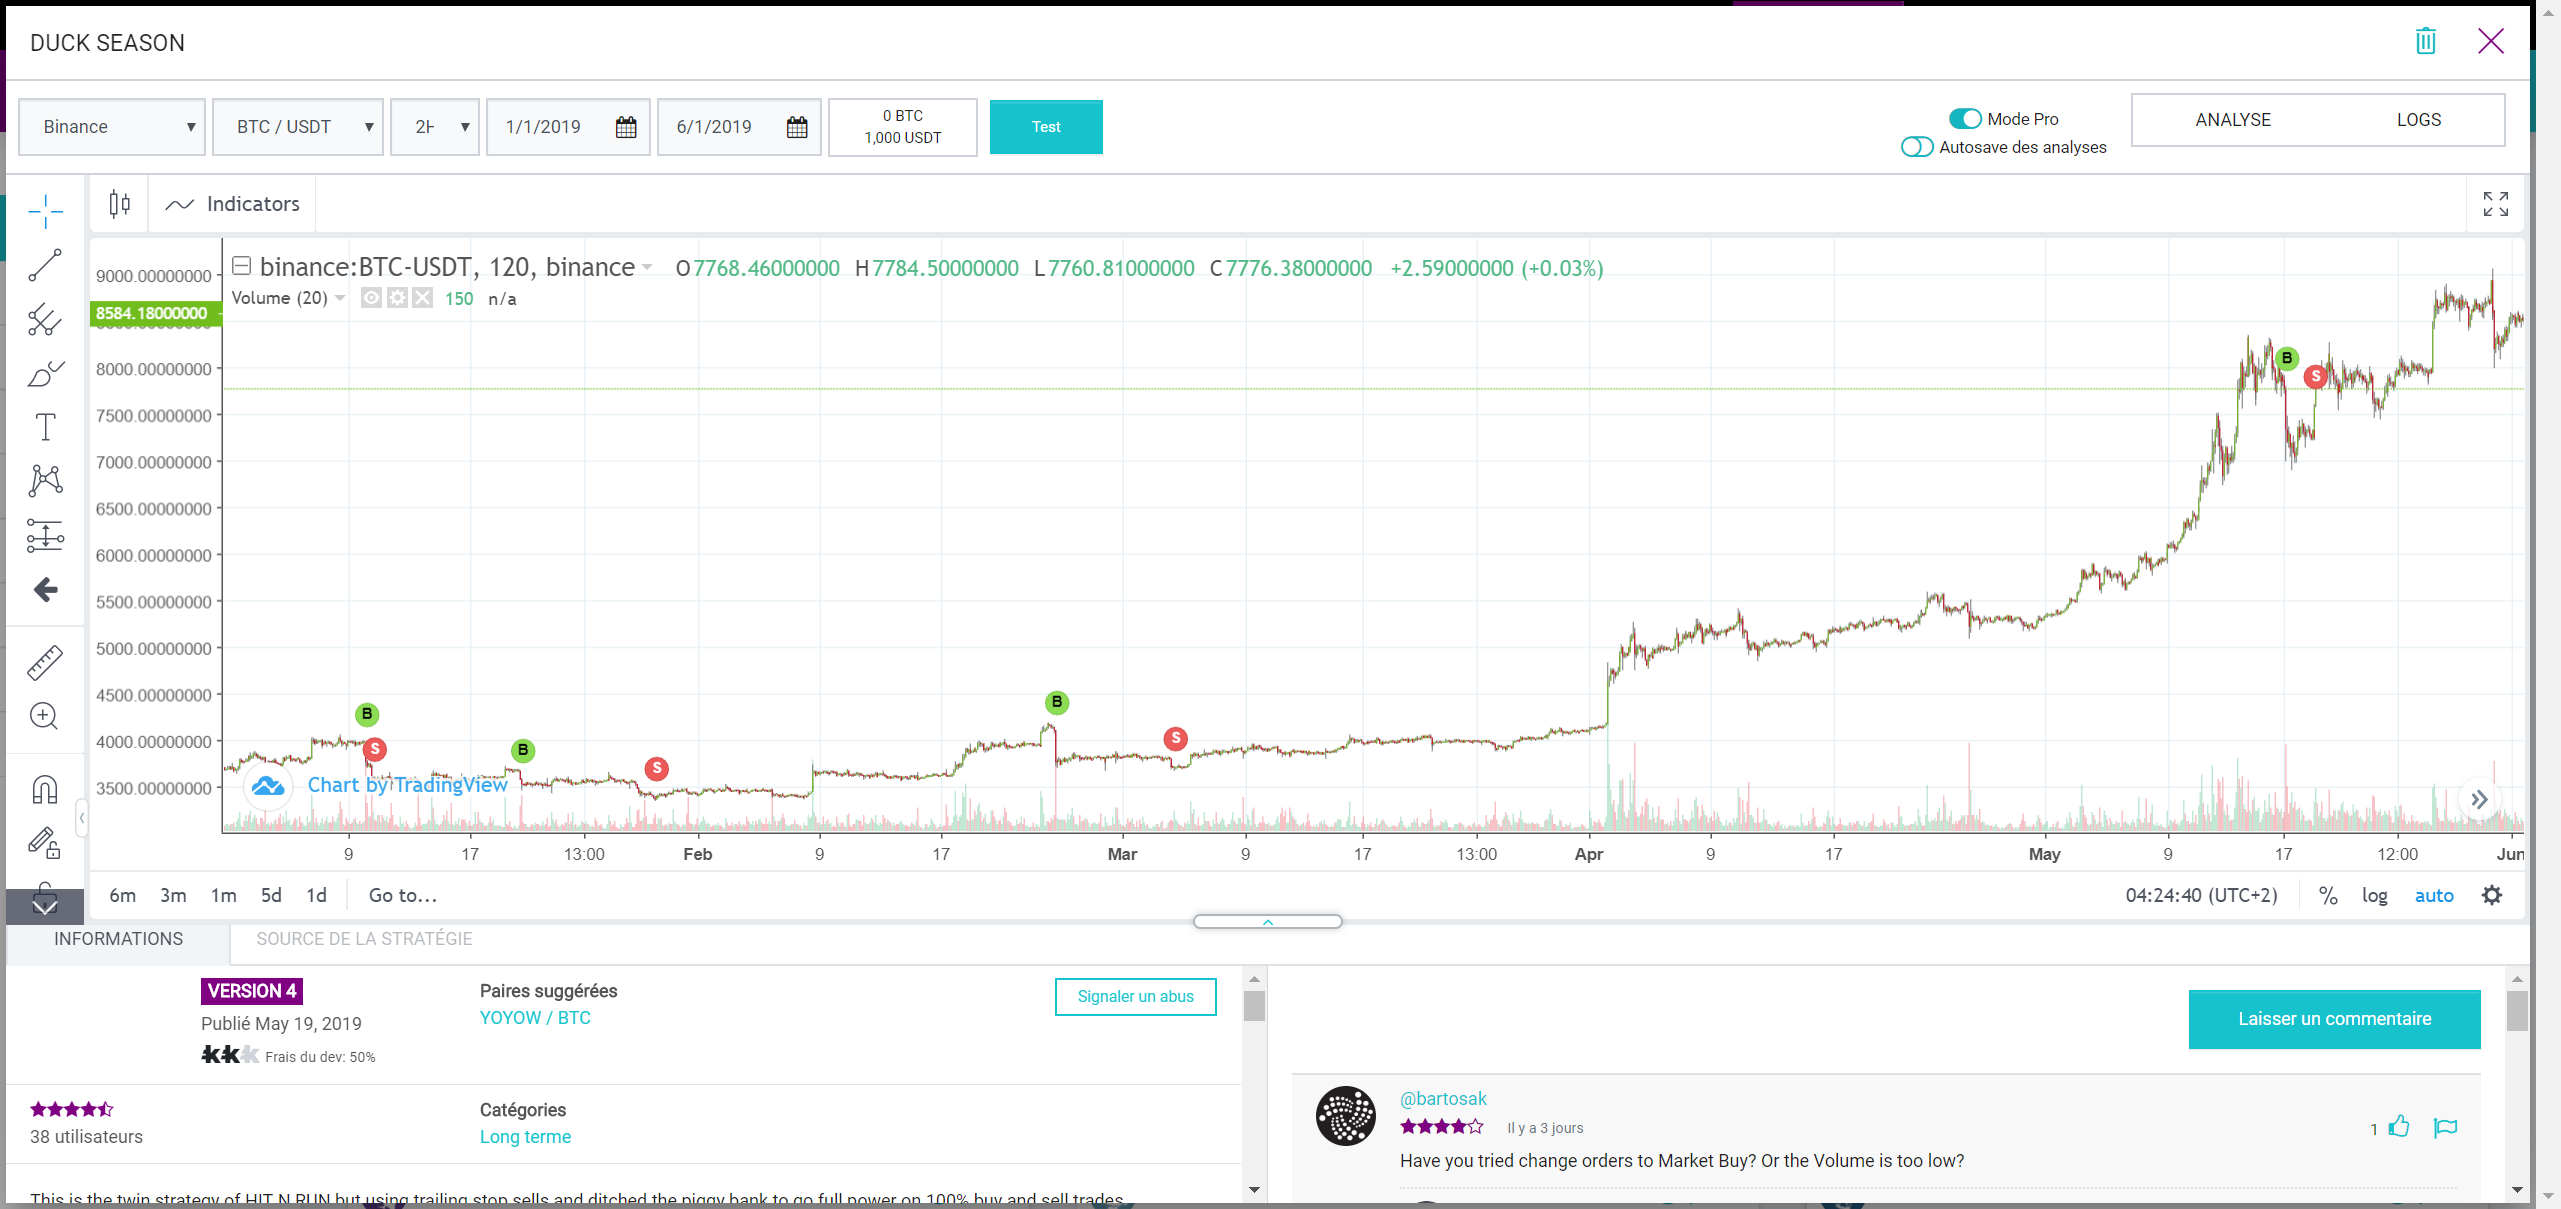 DUCK SEASON
Binance
BTC / USDT
2H
1/1/2019
6/1/2019
0 BTC
1,000 USDT
Test
Mode Pro
Autosave des analyses
ANALYSE
LOGS
Indicators
binance:BTC-USDT, 120, binance O7768.46000000 H7784.50000000 L7760.81000000 C7776.38000000 +2.59000000 (+0.03%)
Volume (20) 150 n/a
9000.00000000
8584.18000000
8000.00000000
7500.00000000
7000.00000000
6500.00000000
6000.00000000
5500.00000000
5000.00000000
4500.00000000
4000.00000000
3500.00000000
B
S
B
S
B
S
B
S
Chart by TradingView
9 17 13:00 Feb 9 17 Mar 9 17 13:00 Apr 9 17 May 9 17 12:00 Jun
6m 3m 1m 5d 1d Go to...
04:24:40 (UTC+2) % log auto
INFORMATIONS
SOURCE DE LA STRATÉGIE
VERSION 4
Publié May 19, 2019
Frais du dev: 50%
Paires suggérées
YOYOW / BTC
Signaler un abus
38 utilisateurs
Catégories
Long terme
This is the twin strategy of HIT N RUN but using trailing stop sells and ditched the piggy bank to go full power on 100% buy and sell trades
Laisser un commentaire
@bartosak
Il y a 3 jours
1
Have you tried change orders to Market Buy? Or the Volume is too low?